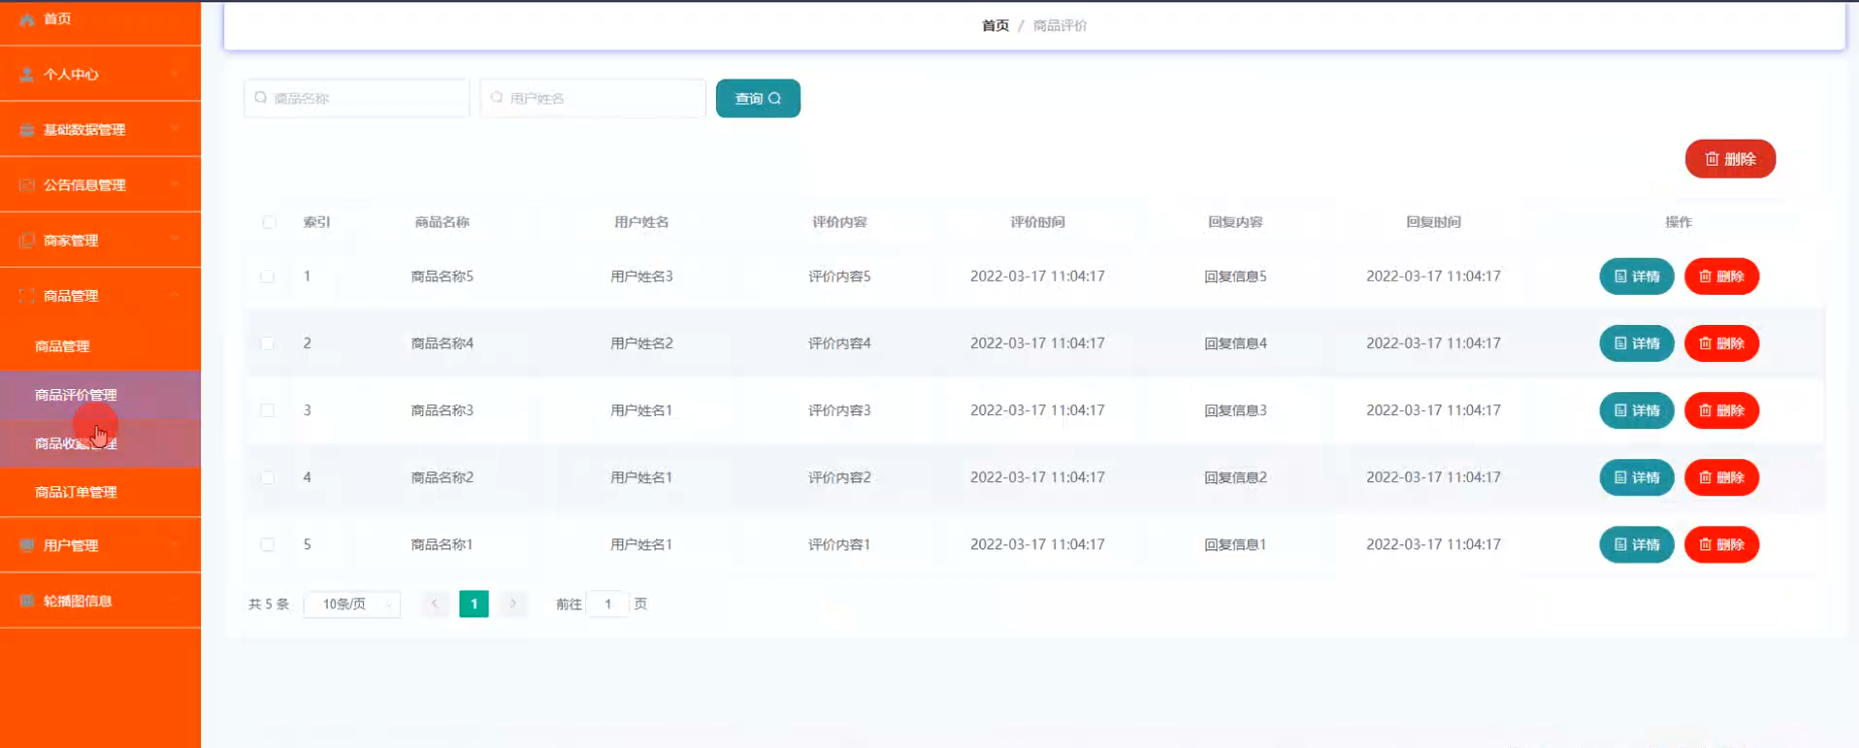 首页
个人中心
基础数据管理
公告信息管理
商家管理
商品管理
商品管理
商品评价管理
商品收藏管理
商品订单管理
用户管理
轮播图信息
首页 / 商品评价
商品名称 用户姓名 查询
删除
索引 商品名称 用户姓名 评价内容 评价时间 回复内容 回复时间 操作
1 商品名称5 用户姓名3 评价内容5 2022-03-17 11:04:17 回复信息5 2022-03-17 11:04:17 详情 删除
2 商品名称4 用户姓名2 评价内容4 2022-03-17 11:04:17 回复信息4 2022-03-17 11:04:17 详情 删除
3 商品名称3 用户姓名1 评价内容3 2022-03-17 11:04:17 回复信息3 2022-03-17 11:04:17 详情 删除
4 商品名称2 用户姓名1 评价内容2 2022-03-17 11:04:17 回复信息2 2022-03-17 11:04:17 详情 删除
5 商品名称1 用户姓名1 评价内容1 2022-03-17 11:04:17 回复信息1 2022-03-17 11:04:17 详情 删除
共 5 条 10条/页 1 前往 1 页